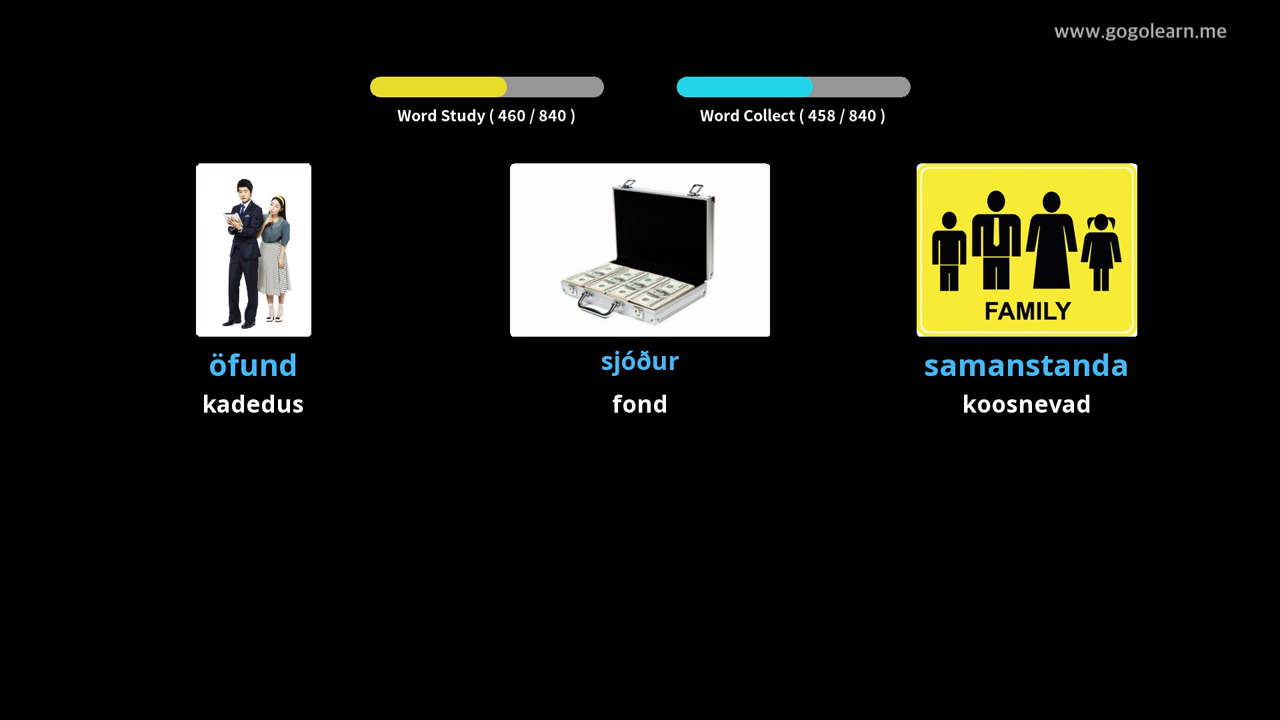 www.gogolearn.me
Word Study ( 460 / 840 )
Word Collect ( 458 / 840 )
FAMILY
öfund
sjóður
samanstanda
kadedus
fond
koosnevad